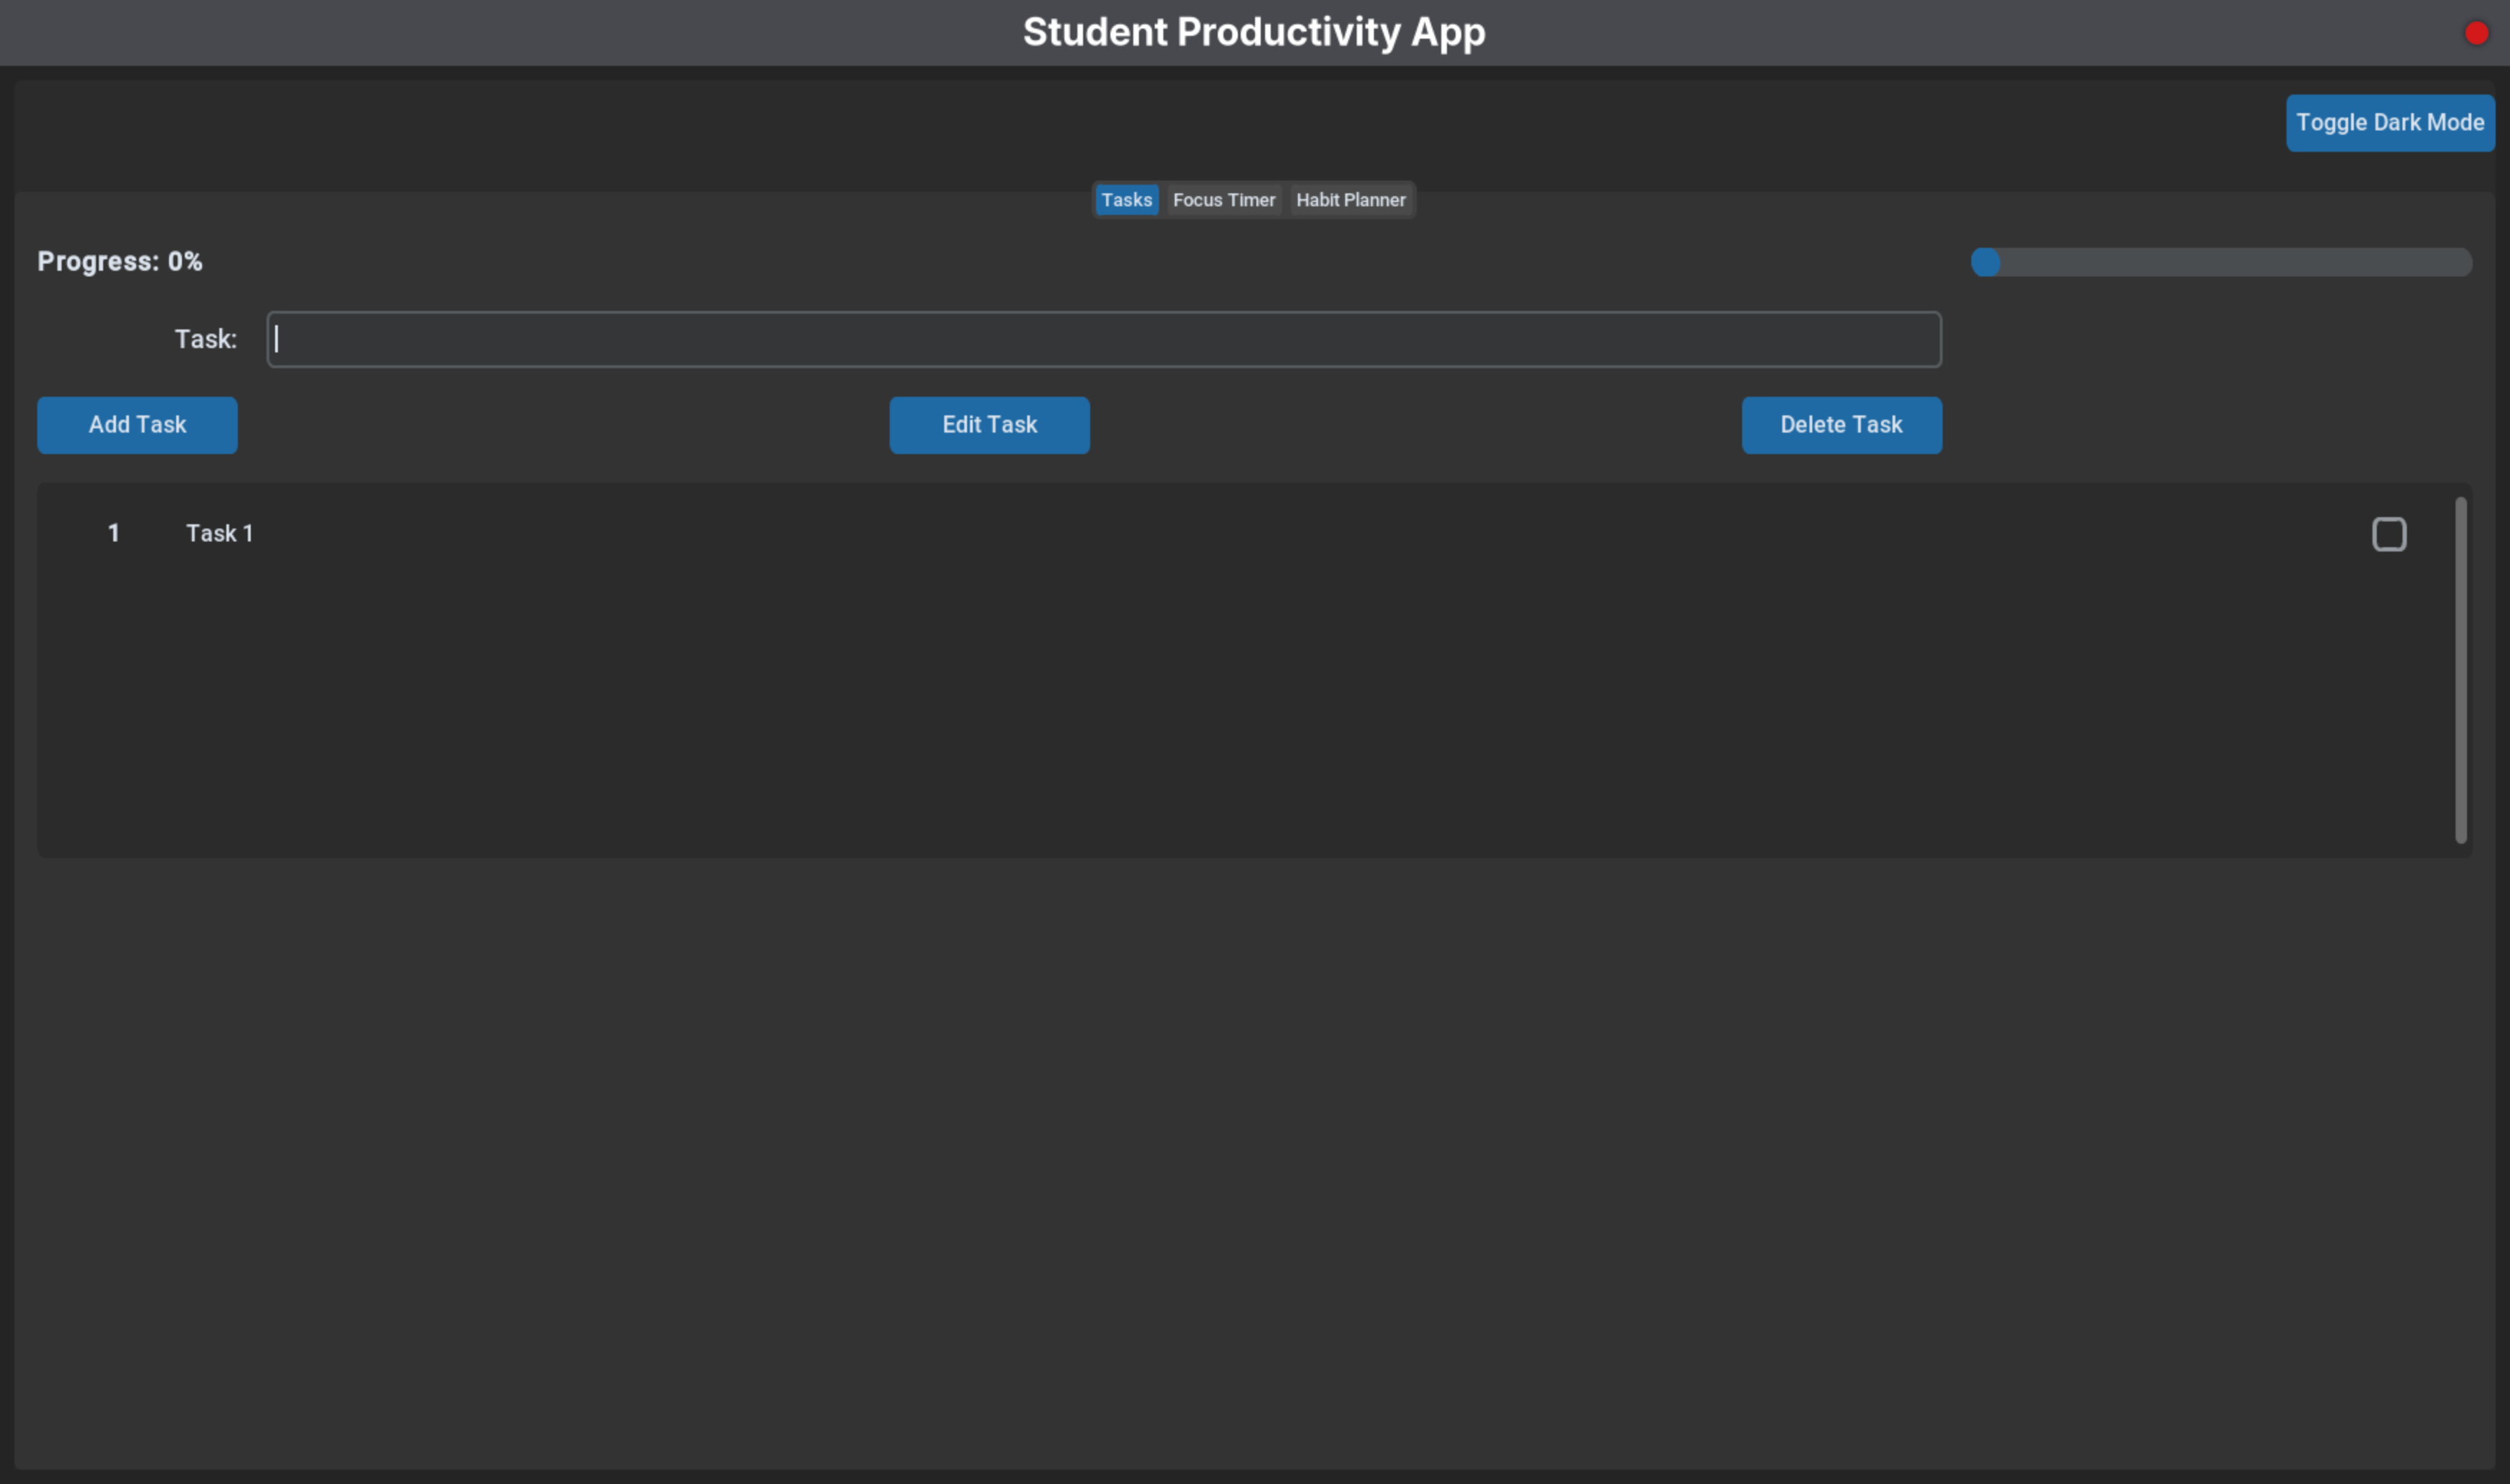 Student Productivity App
Toggle Dark Mode
Tasks Focus Timer Habit Planner
Progress: 0%
Task:
Add Task Edit Task Delete Task
1 Task 1